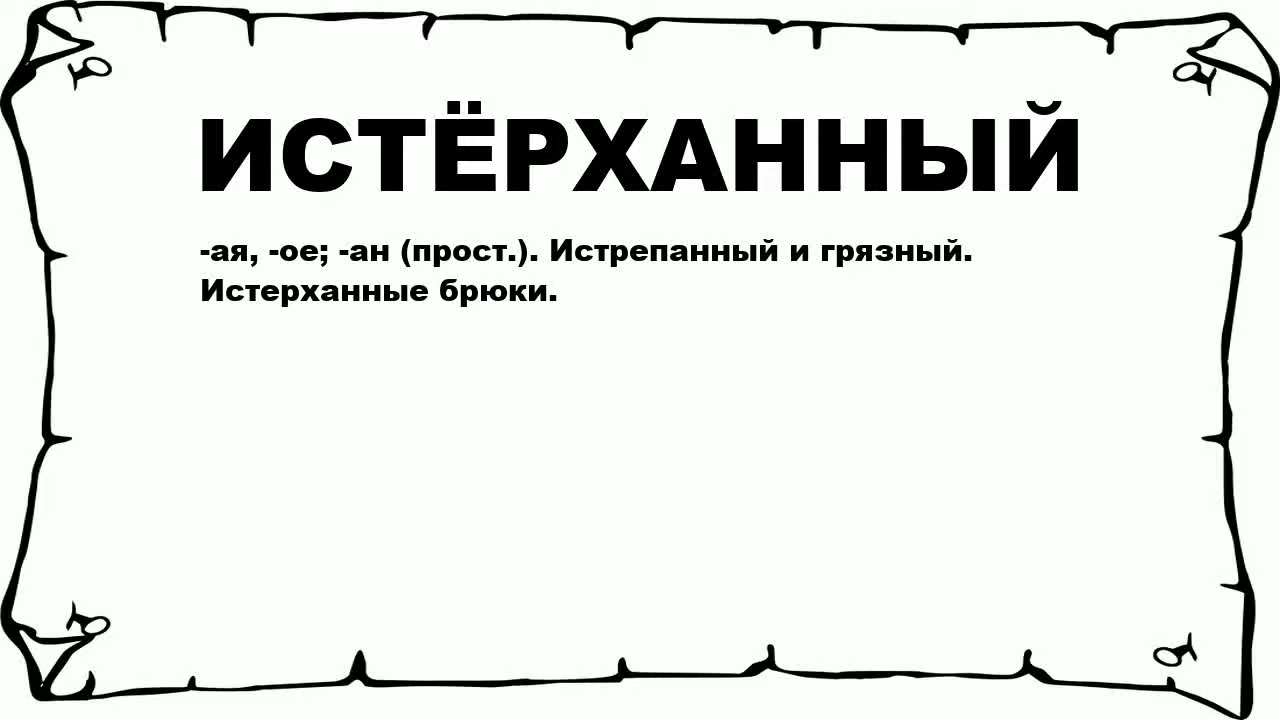 ИСТЁРХАННЫЙ
-ая, -ое; -ан (прост.). Истрепанный и грязный.
Истерханные брюки.